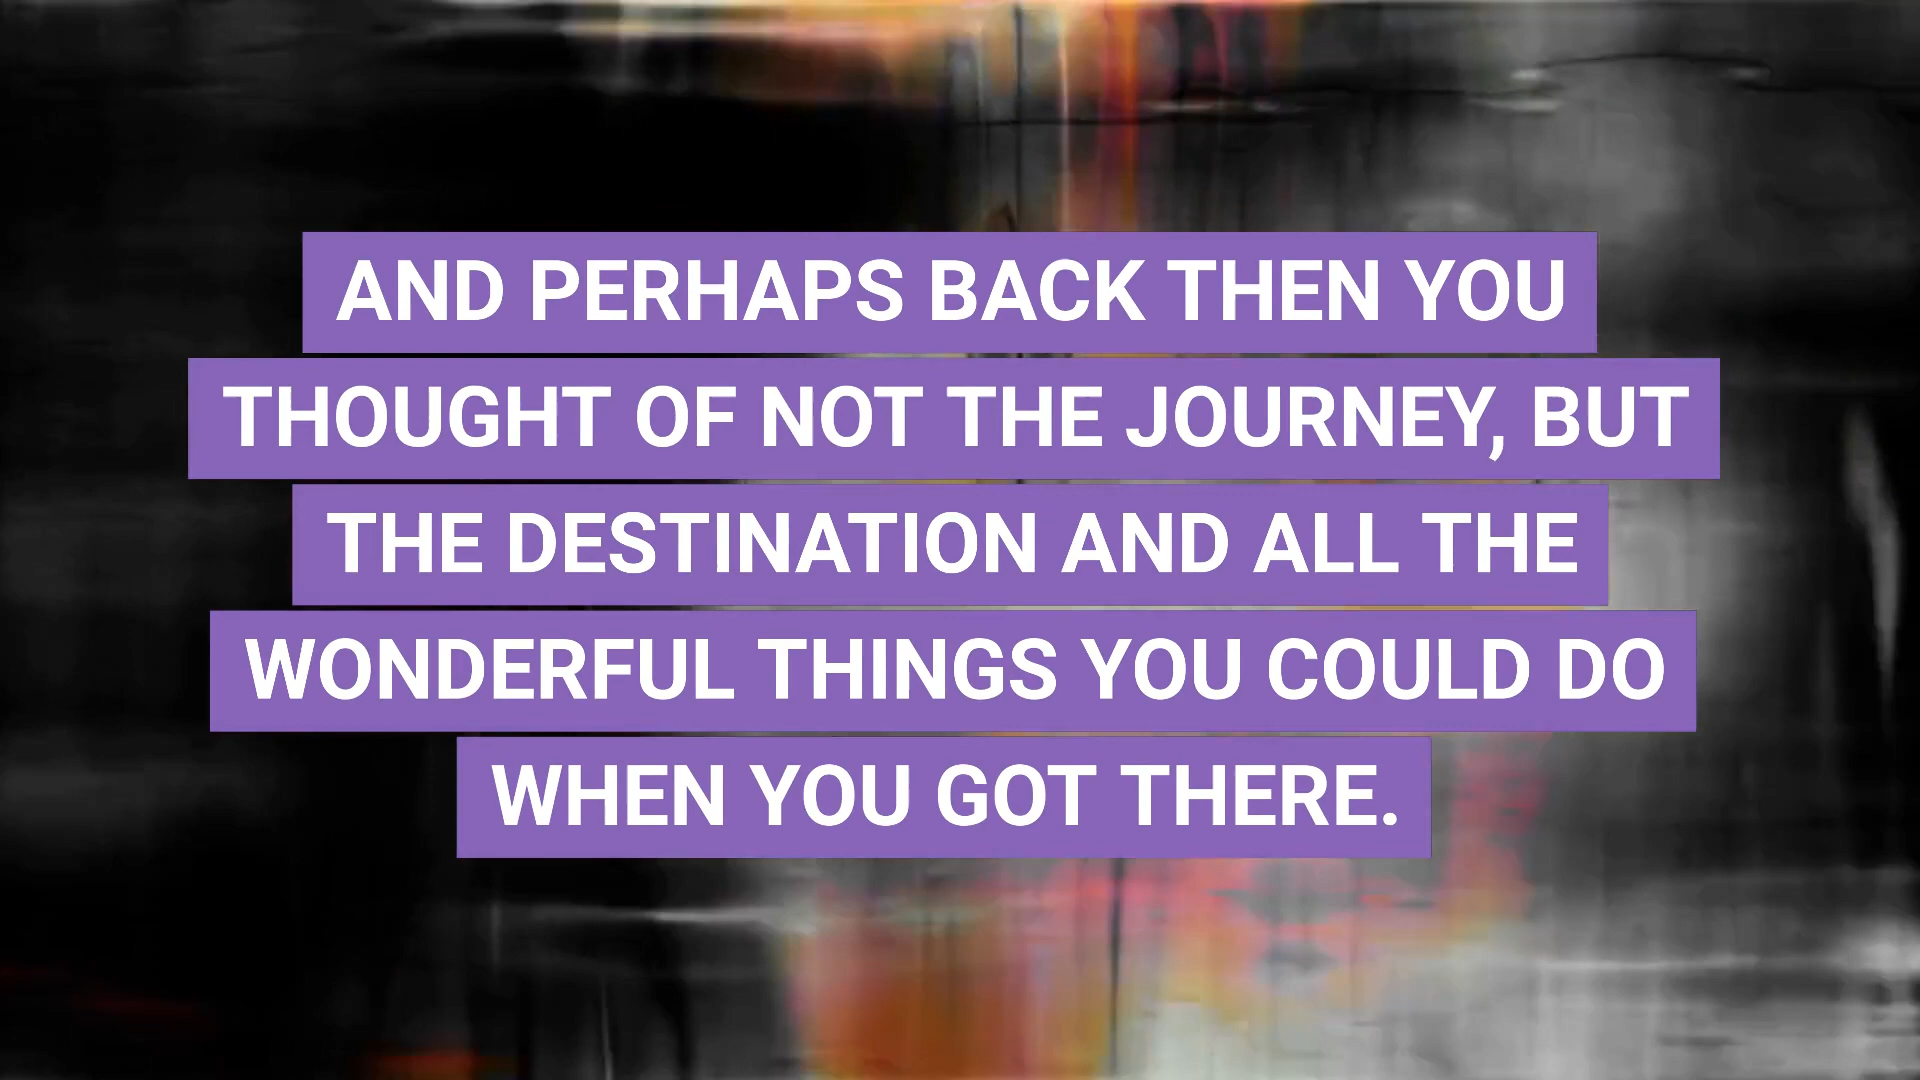 AND PERHAPS BACK THEN YOU
THOUGHT OF NOT THE JOURNEY, BUT
THE DESTINATION AND ALL THE
WONDERFUL THINGS YOU COULD DO
WHEN YOU GOT THERE.